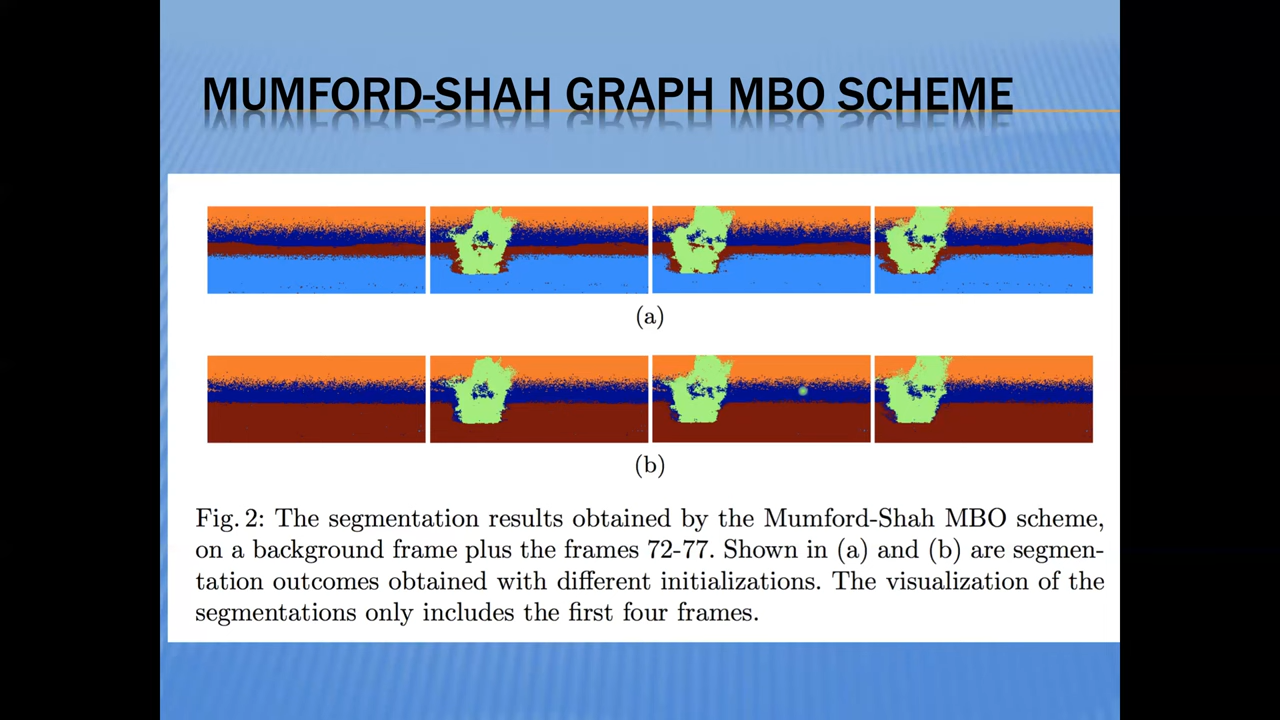 MUMFORD-SHAH GRAPH MBO SCHEME
(a)
(b)
Fig. 2: The segmentation results obtained by the Mumford-Shah MBO scheme,
on a background frame plus the frames 72-77. Shown in (a) and (b) are segmen-
tation outcomes obtained with different initializations. The visualization of the
segmentations only includes the first four frames.